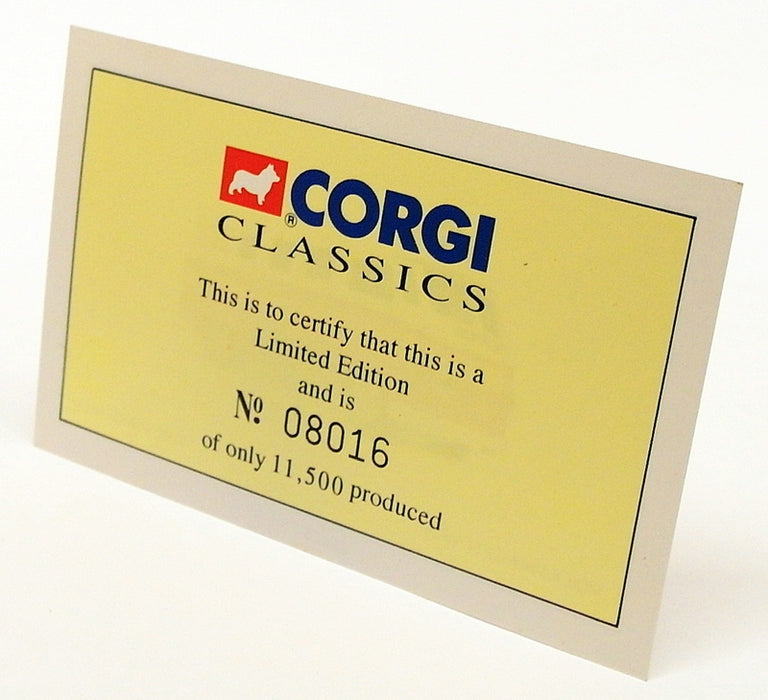 ® CORGI
CLASSICS
This is to certify that this is a
Limited Edition
and is
Nº. 08016
of only 11,500 produced